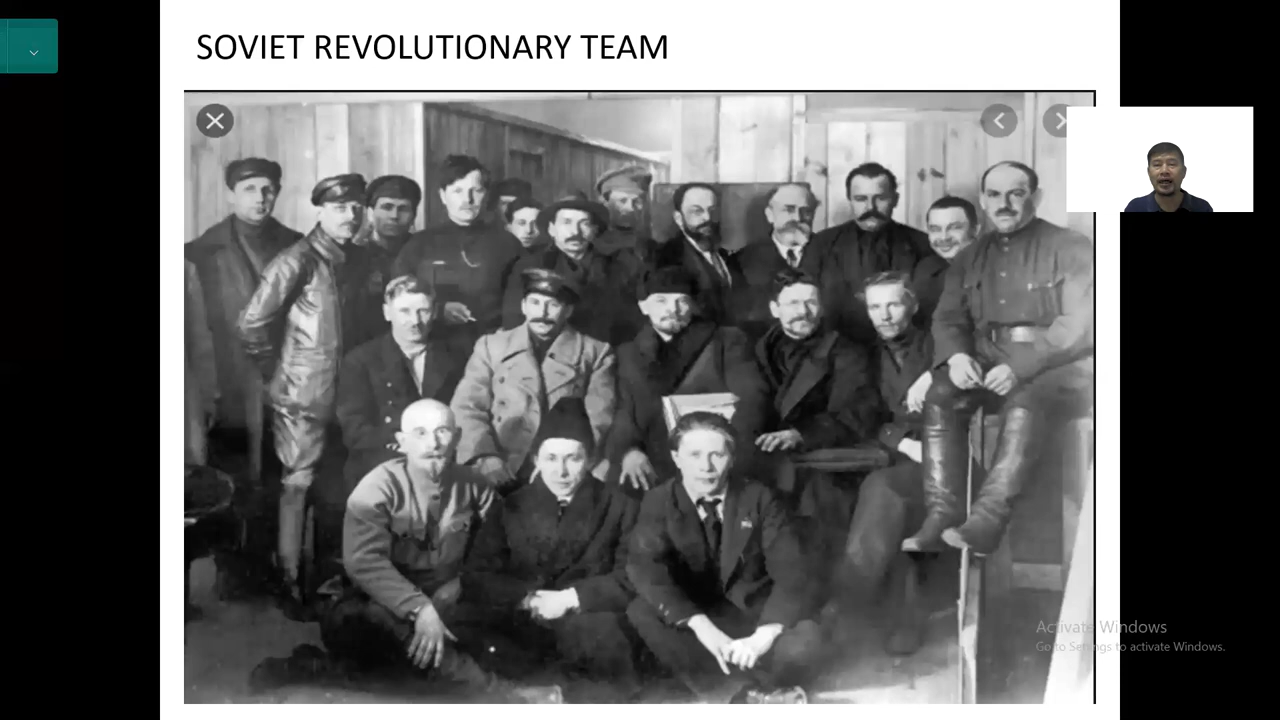 SOVIET REVOLUTIONARY TEAM
Activate Windows
Go to Settings to activate Windows.